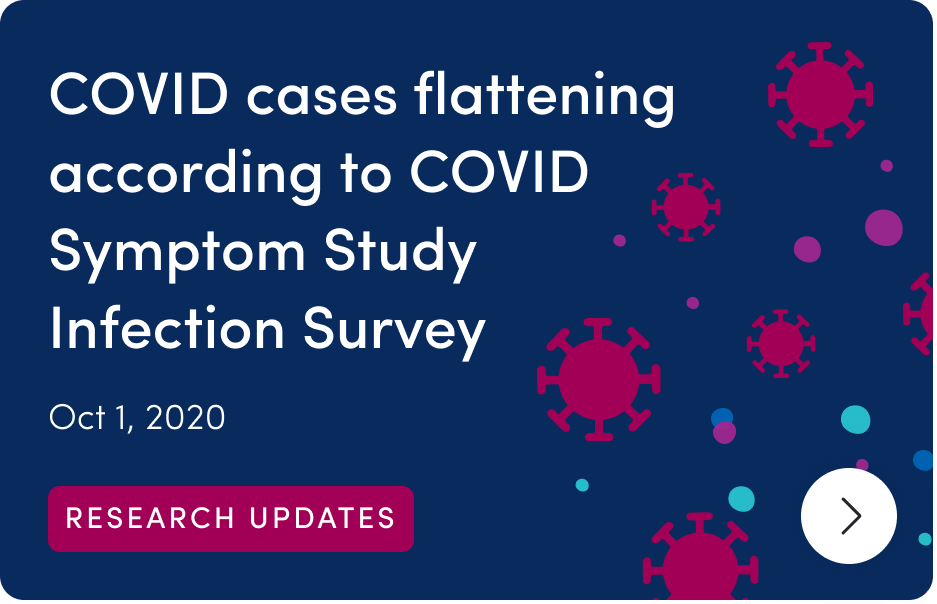 COVID cases flattening
according to COVID
Symptom Study
Infection Survey
Oct 1, 2020
RESEARCH UPDATES